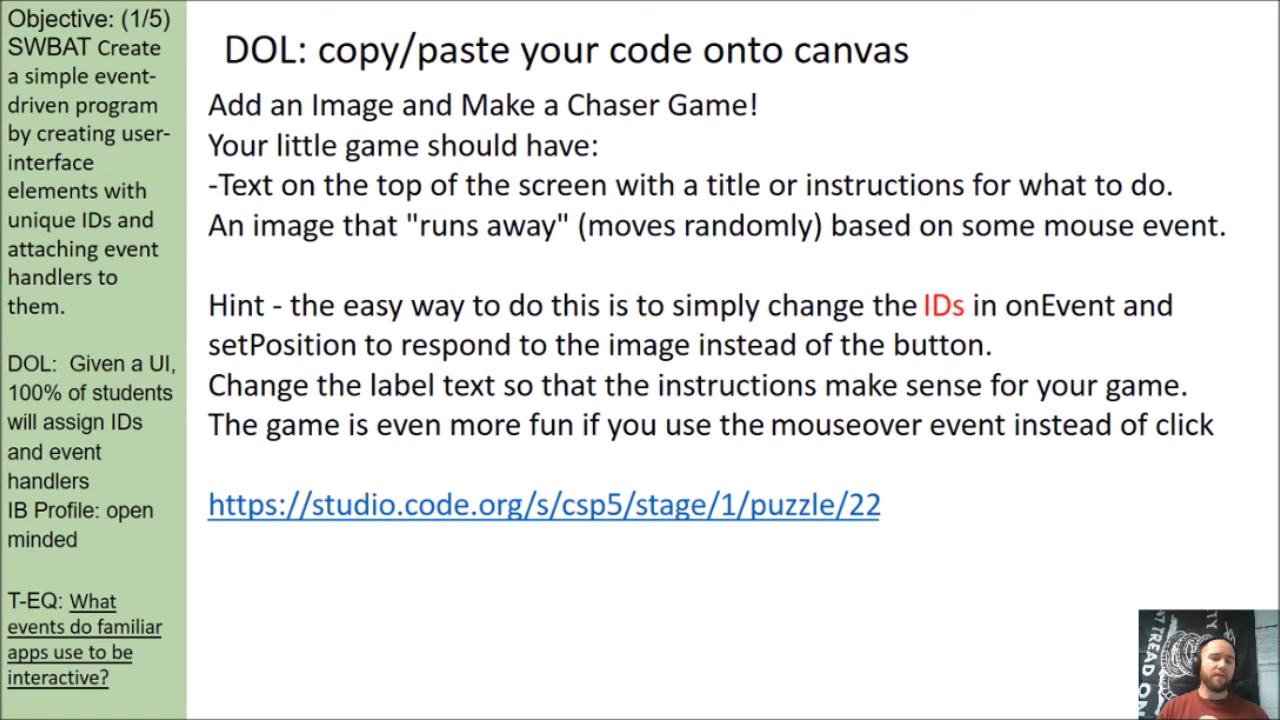 Objective: (1/5)
SWBAT Create
a simple event-
driven program
by creating user-
interface
elements with
unique IDs and
attaching event
handlers to
them.
DOL:  Given a UI,
100% of students
will assign IDs
and event
handlers
IB Profile: open
minded
T-EQ: What
events do familiar
apps use to be
interactive?
DOL: copy/paste your code onto canvas
Add an Image and Make a Chaser Game!
Your little game should have:
-Text on the top of the screen with a title or instructions for what to do.
An image that "runs away" (moves randomly) based on some mouse event.
Hint - the easy way to do this is to simply change the IDs in onEvent and
setPosition to respond to the image instead of the button.
Change the label text so that the instructions make sense for your game.
The game is even more fun if you use the mouseover event instead of click
https://studio.code.org/s/csp5/stage/1/puzzle/22
TREAD ON